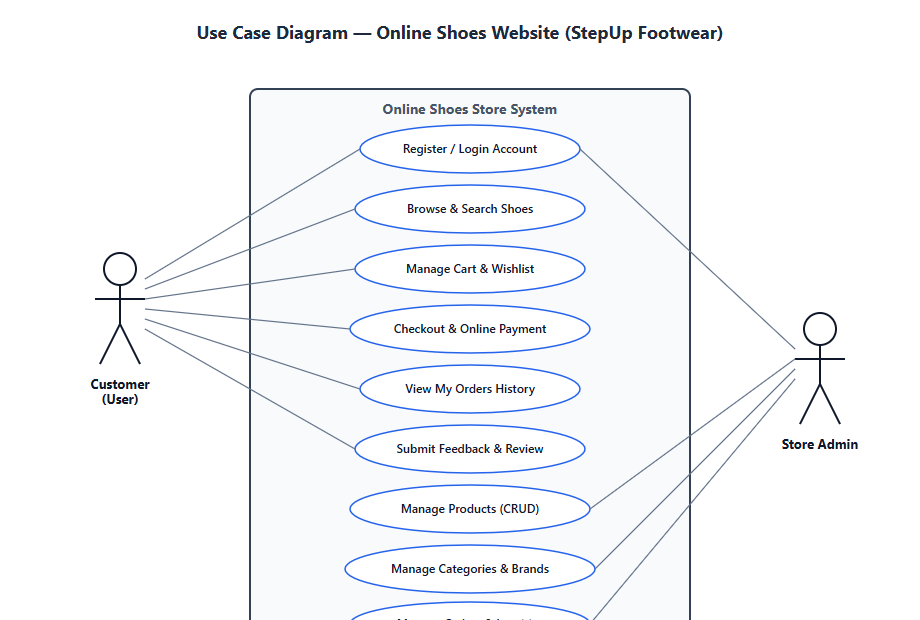 Use Case Diagram — Online Shoes Website (StepUp Footwear)
Online Shoes Store System
Register / Login Account
Browse & Search Shoes
Manage Cart & Wishlist
Checkout & Online Payment
Customer
(User)
View My Orders History
Store Admin
Submit Feedback & Review
Manage Products (CRUD)
Manage Categories & Brands